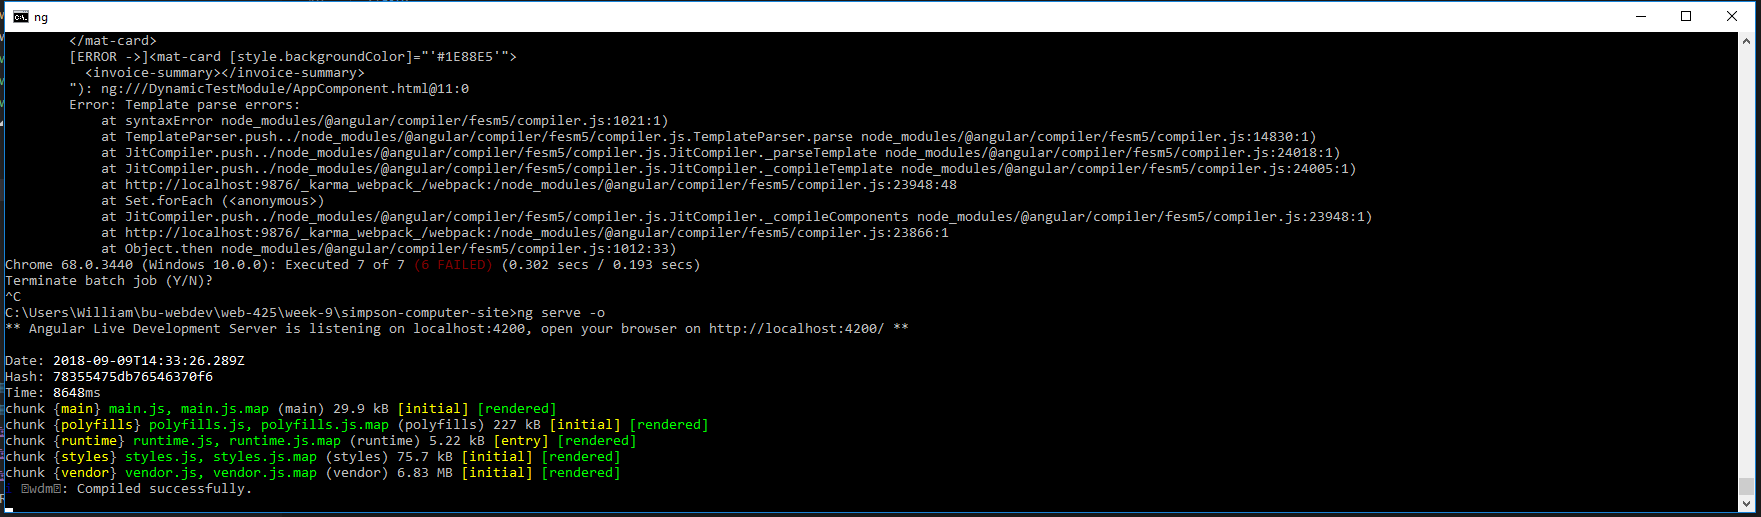 ng
</mat-card>
[ERROR ->]<mat-card [style.backgroundColor]="'#1E88E5'">
<invoice-summary></invoice-summary>
"): ng:///DynamicTestModule/AppComponent.html@11:0
Error: Template parse errors:
at syntaxError node_modules/@angular/compiler/fesm5/compiler.js:1021:1)
at TemplateParser.push../node_modules/@angular/compiler/fesm5/compiler.js.TemplateParser.parse node_modules/@angular/compiler/fesm5/compiler.js:14830:1)
at JitCompiler.push../node_modules/@angular/compiler/fesm5/compiler.js.JitCompiler._parseTemplate node_modules/@angular/compiler/fesm5/compiler.js:24018:1)
at JitCompiler.push../node_modules/@angular/compiler/fesm5/compiler.js.JitCompiler._compileTemplate node_modules/@angular/compiler/fesm5/compiler.js:24005:1)
at http://localhost:9876/_karma_webpack_/webpack:/node_modules/@angular/compiler/fesm5/compiler.js:23948:48
at Set.forEach (<anonymous>)
at JitCompiler.push../node_modules/@angular/compiler/fesm5/compiler.js.JitCompiler._compileComponents node_modules/@angular/compiler/fesm5/compiler.js:23948:1)
at http://localhost:9876/_karma_webpack_/webpack:/node_modules/@angular/compiler/fesm5/compiler.js:23866:1
at Object.then node_modules/@angular/compiler/fesm5/compiler.js:1012:33)
Chrome 68.0.3440 (Windows 10.0.0): Executed 7 of 7 (6 FAILED) (0.302 secs / 0.193 secs)
Terminate batch job (Y/N)?
^C
C:\Users\William\bu-webdev\web-425\week-9\simpson-computer-site>ng serve -o
** Angular Live Development Server is listening on localhost:4200, open your browser on http://localhost:4200/ **
Date: 2018-09-09T14:33:26.289Z
Hash: 78355475db76546370f6
Time: 8648ms
chunk {main} main.js, main.js.map (main) 29.9 kB [initial] [rendered]
chunk {polyfills} polyfills.js, polyfills.js.map (polyfills) 227 kB [initial] [rendered]
chunk {runtime} runtime.js, runtime.js.map (runtime) 5.22 kB [entry] [rendered]
chunk {styles} styles.js, styles.js.map (styles) 75.7 kB [initial] [rendered]
chunk {vendor} vendor.js, vendor.js.map (vendor) 6.83 MB [initial] [rendered]
i wdm: Compiled successfully.